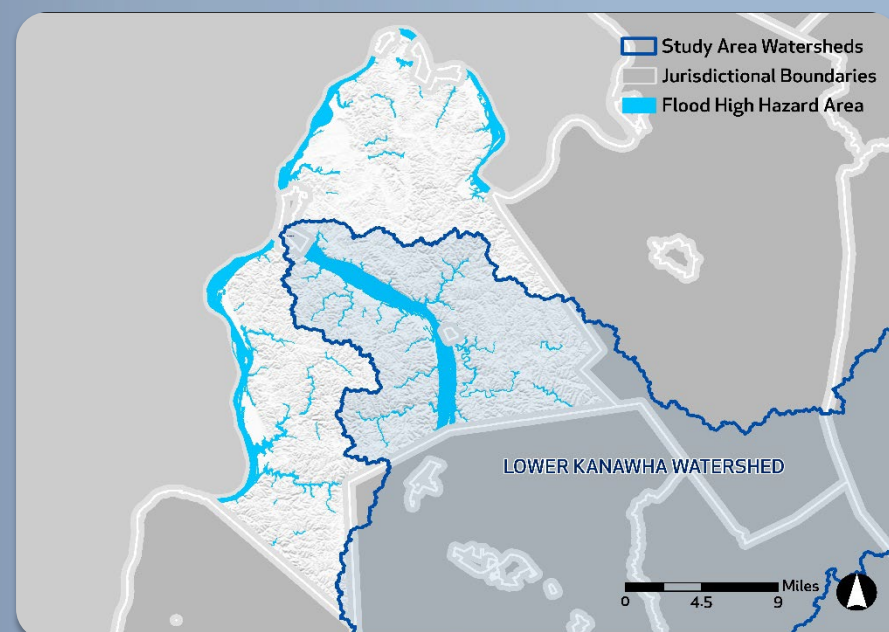 Study Area Watersheds
Jurisdictional Boundaries
Flood High Hazard Area
LOWER KANAWHA WATERSHED
Miles
0 4.5 9